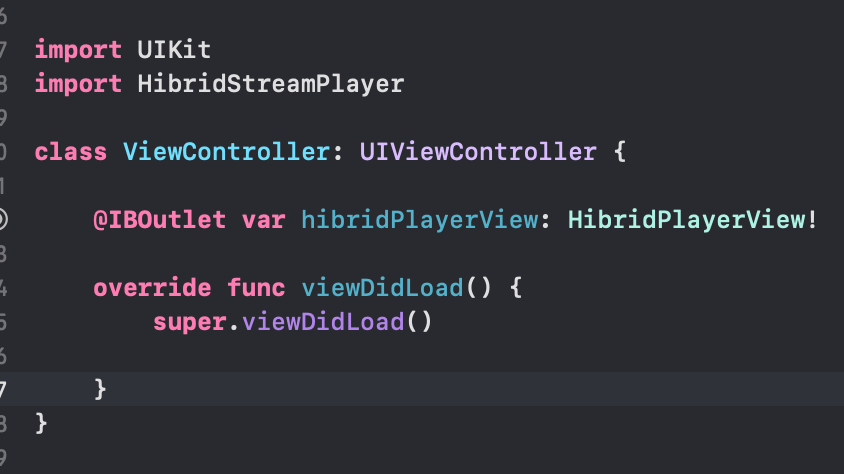 6
7 import UIKit
8 import HibridStreamPlayer
9
0 class ViewController: UIViewController {
1
@IBOutlet var hibridPlayerView: HibridPlayerView!
3
4 override func viewDidLoad() {
5 super.viewDidLoad()
6
7 }
8 }
9